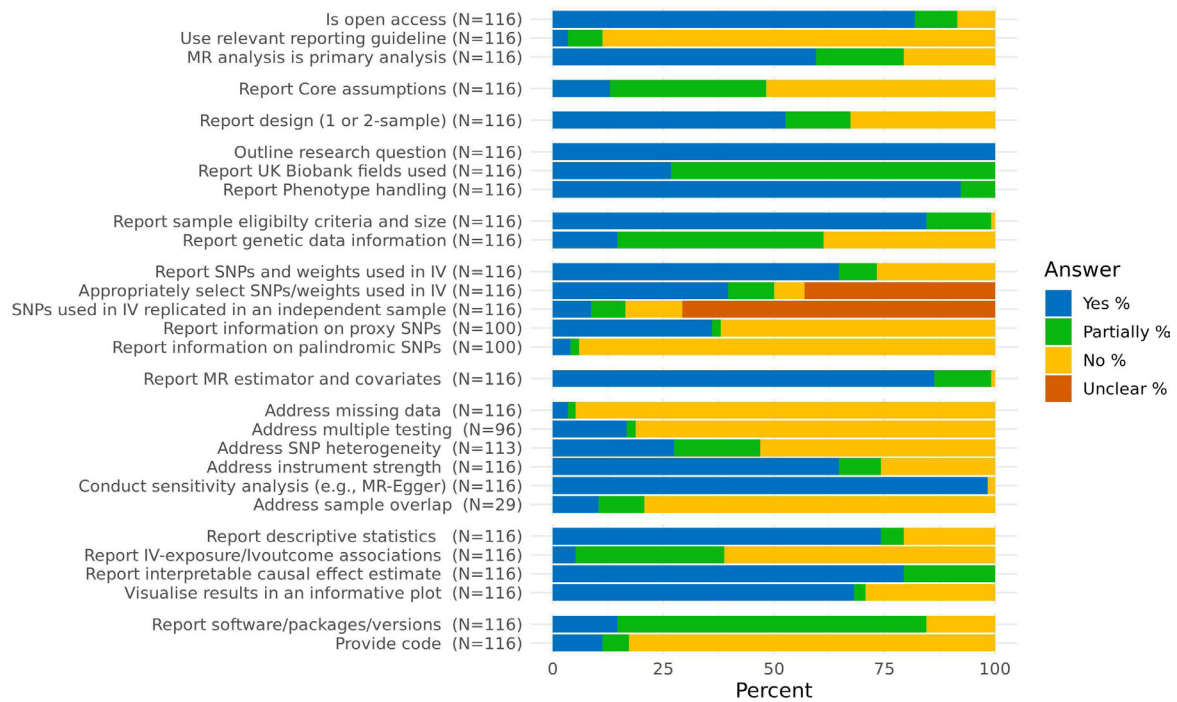 Is open access (N=116)
Use relevant reporting guideline (N=116)
MR analysis is primary analysis (N=116)
Report Core assumptions (N=116)
Report design (1 or 2-sample) (N=116)
Outline research question (N=116)
Report UK Biobank fields used (N=116)
Report Phenotype handling (N=116)
Report sample eligibilty criteria and size (N=116)
Report genetic data information (N=116)
Report SNPs and weights used in IV (N=116)
Appropriately select SNPs/weights used in IV (N=116)
SNPs used in IV replicated in an independent sample (N=116)
Report information on proxy SNPs (N=100)
Report information on palindromic SNPs (N=100)
Report MR estimator and covariates (N=116)
Address missing data (N=116)
Address multiple testing (N=96)
Address SNP heterogeneity (N=113)
Address instrument strength (N=116)
Conduct sensitivity analysis (e.g., MR-Egger) (N=116)
Address sample overlap (N=29)
Report descriptive statistics (N=116)
Report IV-exposure/Ivoutcome associations (N=116)
Report interpretable causal effect estimate (N=116)
Visualise results in an informative plot (N=116)
Report software/packages/versions (N=116)
Provide code (N=116)
0 25 50 75 100
Percent
Answer
Yes %
Partially %
No %
Unclear %